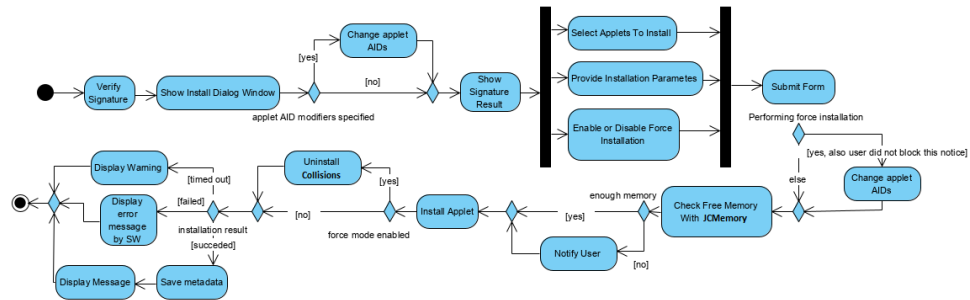 Change applet
AIDs
[yes]
[no]
Verify
Signature
Show Install Dialog Window
applet AID modifiers specified
Show
Signature
Result
Select Applets To Install
Provide Installation Parametes
Enable or Disable Force
Installation
Submit Form
Performing force installation
[yes, also user did not block this notice]
else
Change applet
AIDs
Check Free Memory
With JCMemory
enough memory
[yes]
[no]
Notify User
Install Applet
force mode enabled
[yes]
[no]
Uninstall
Collisions
installation result
[timed out]
[failed]
[succeded]
Display Warning
Display
error
message
by SW
Save metadata
Display Message